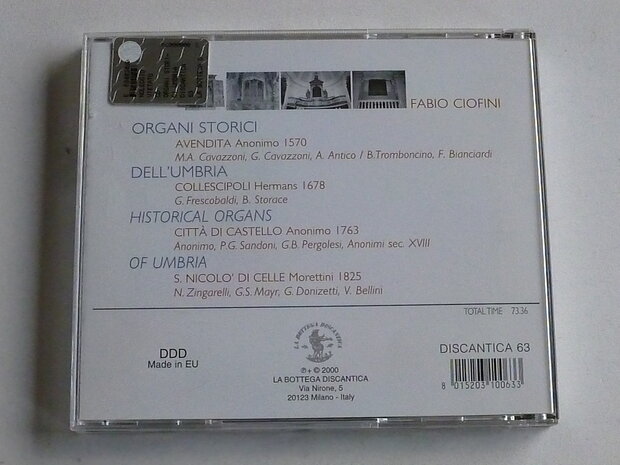 FABIO CIOFINI
ORGANI STORICI
AVENDITA Anonimo 1570
M.A. Cavazzoni, G. Cavazzoni, A. Antico / B. Tromboncino, F. Bianciardi
DELL'UMBRIA
COLLESCIPOLI Hermans 1678
G. Frescobaldi, B. Storace
HISTORICAL ORGANS
CITTÀ DI CASTELLO Anonimo 1763
Anonimo, P.G. Sandoni, G.B. Pergolesi, Anonimi sec. XVIII
OF UMBRIA
S. NICOLO' DI CELLE Morettini 1825
N. Zingarelli, G.S. Mayr, G. Donizetti, V. Bellini
TOTAL TIME 73.36
LA BOTTEGA DISCANTICA
DDD
Made in EU
℗+ © 2000
LA BOTTEGA DISCANTICA
Via Nirone, 5
20123 Milano - Italy
DISCANTICA 63
8 015203 100633